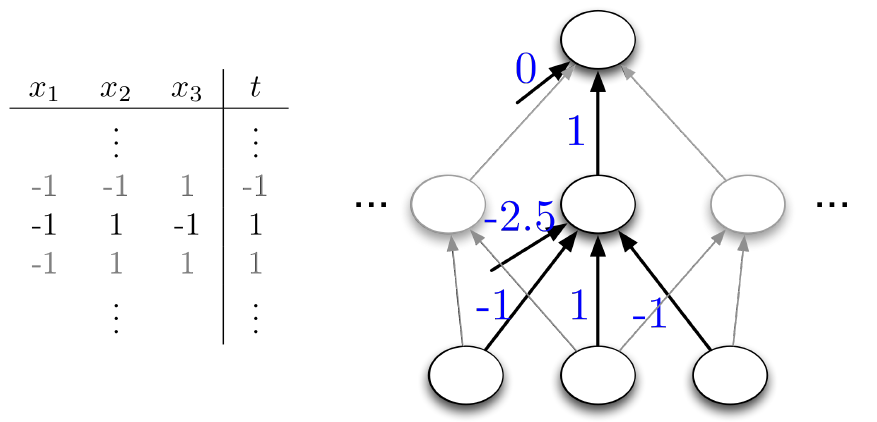 x₁ x₂ x₃ t
⋮ ⋮
-1 -1 1 -1
-1 1 -1 1
-1 1 1 1
⋮ ⋮
0
1
... -2.5 ...
-1 1 -1